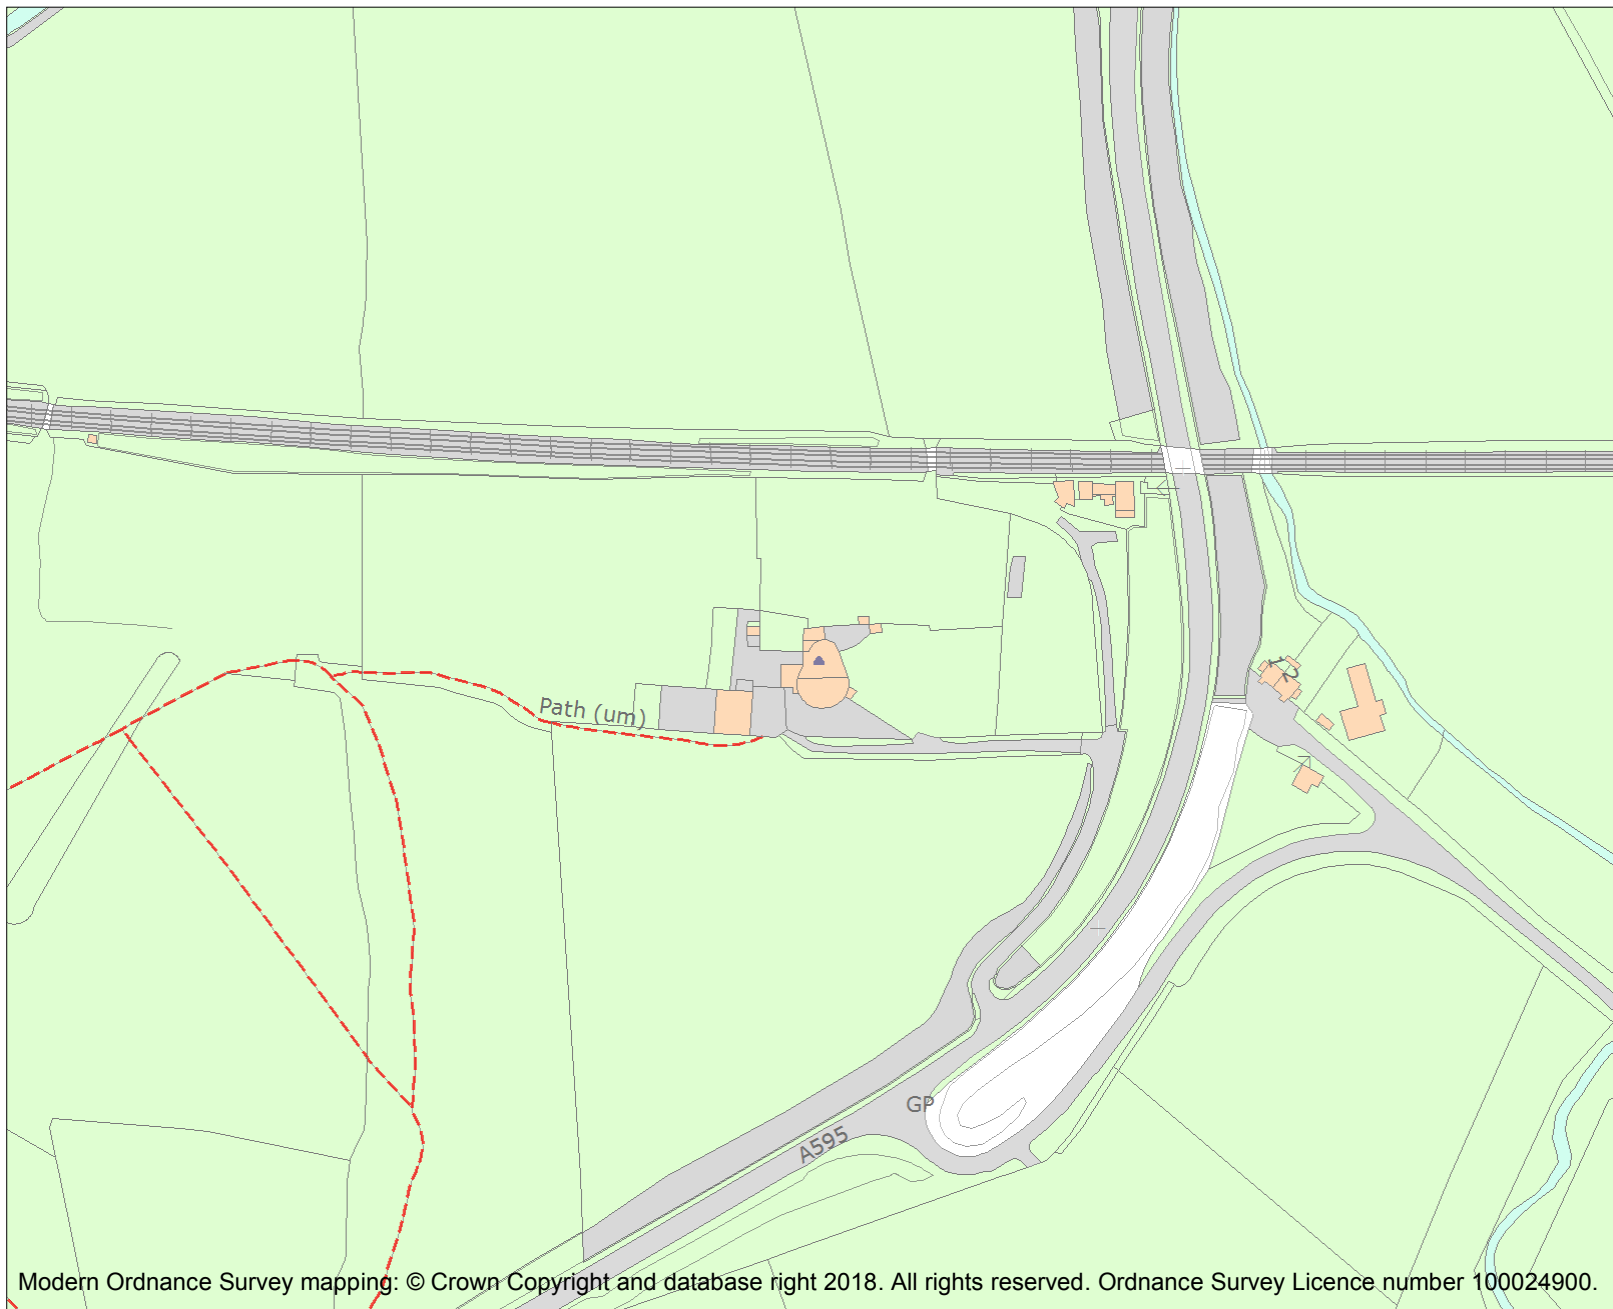 12
Path (um)
GP
A595
Modern Ordnance Survey mapping: © Crown Copyright and database right 2018. All rights reserved. Ordnance Survey Licence number 100024900.